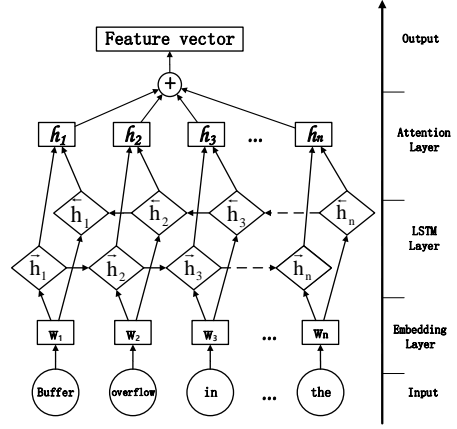 Feature vector
Output
+
h₁ h₂ h₃ ... hₙ
Attention
Layer
h₁ h₂ h₃ hₙ
LSTM
Layer
h₁ h₂ h₃ hₙ
w₁ w₂ w₃ ... wₙ
Embedding
Layer
Buffer overflow in ... the
Input